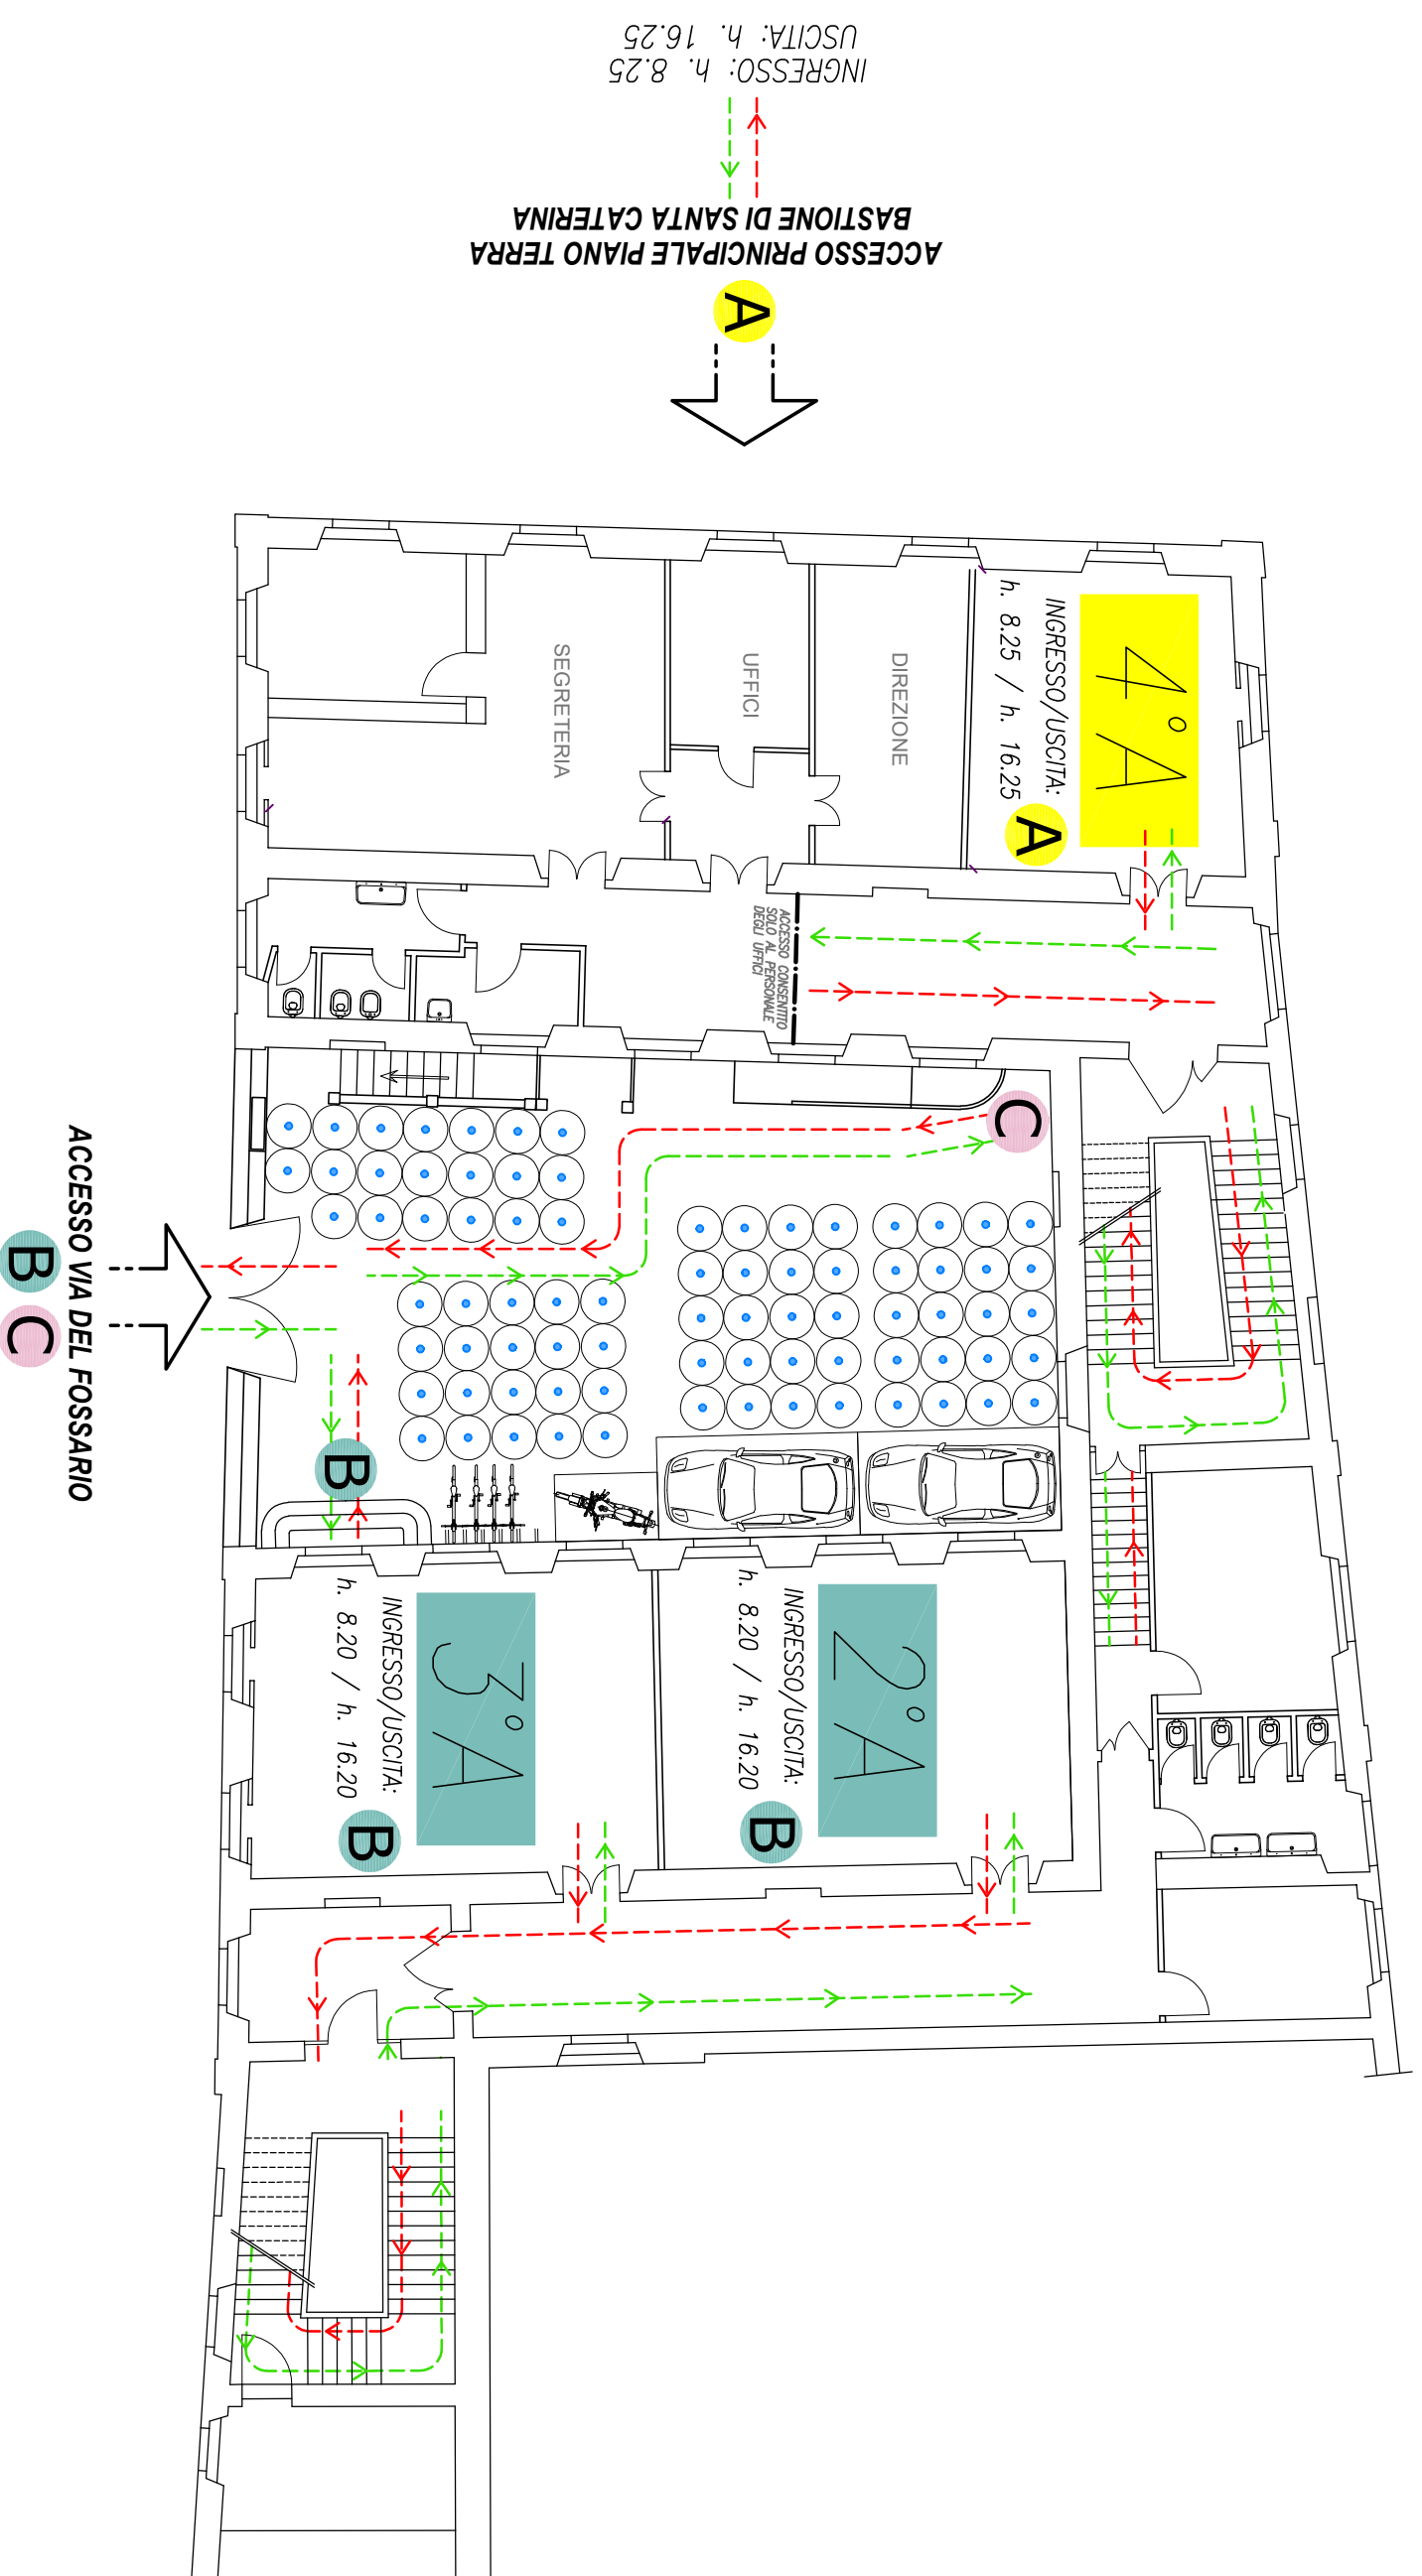 ACCESSO PRINCIPALE PIANO TERRA
BASTIONE DI SANTA CATERINA
INGRESSO: h. 8.25
USCITA: h. 16.25
A
4°A
INGRESSO/USCITA:
h. 8.25 / h. 16.25
A
DIREZIONE
UFFICI
SEGRETERIA
ACCESSO CONSENTITO
SOLO AL PERSONALE
DEGLI UFFICI
C
B
2°A
INGRESSO/USCITA:
h. 8.20 / h. 16.20
B
3°A
INGRESSO/USCITA:
h. 8.20 / h. 16.20
B
ACCESSO VIA DEL FOSSARIO
B C